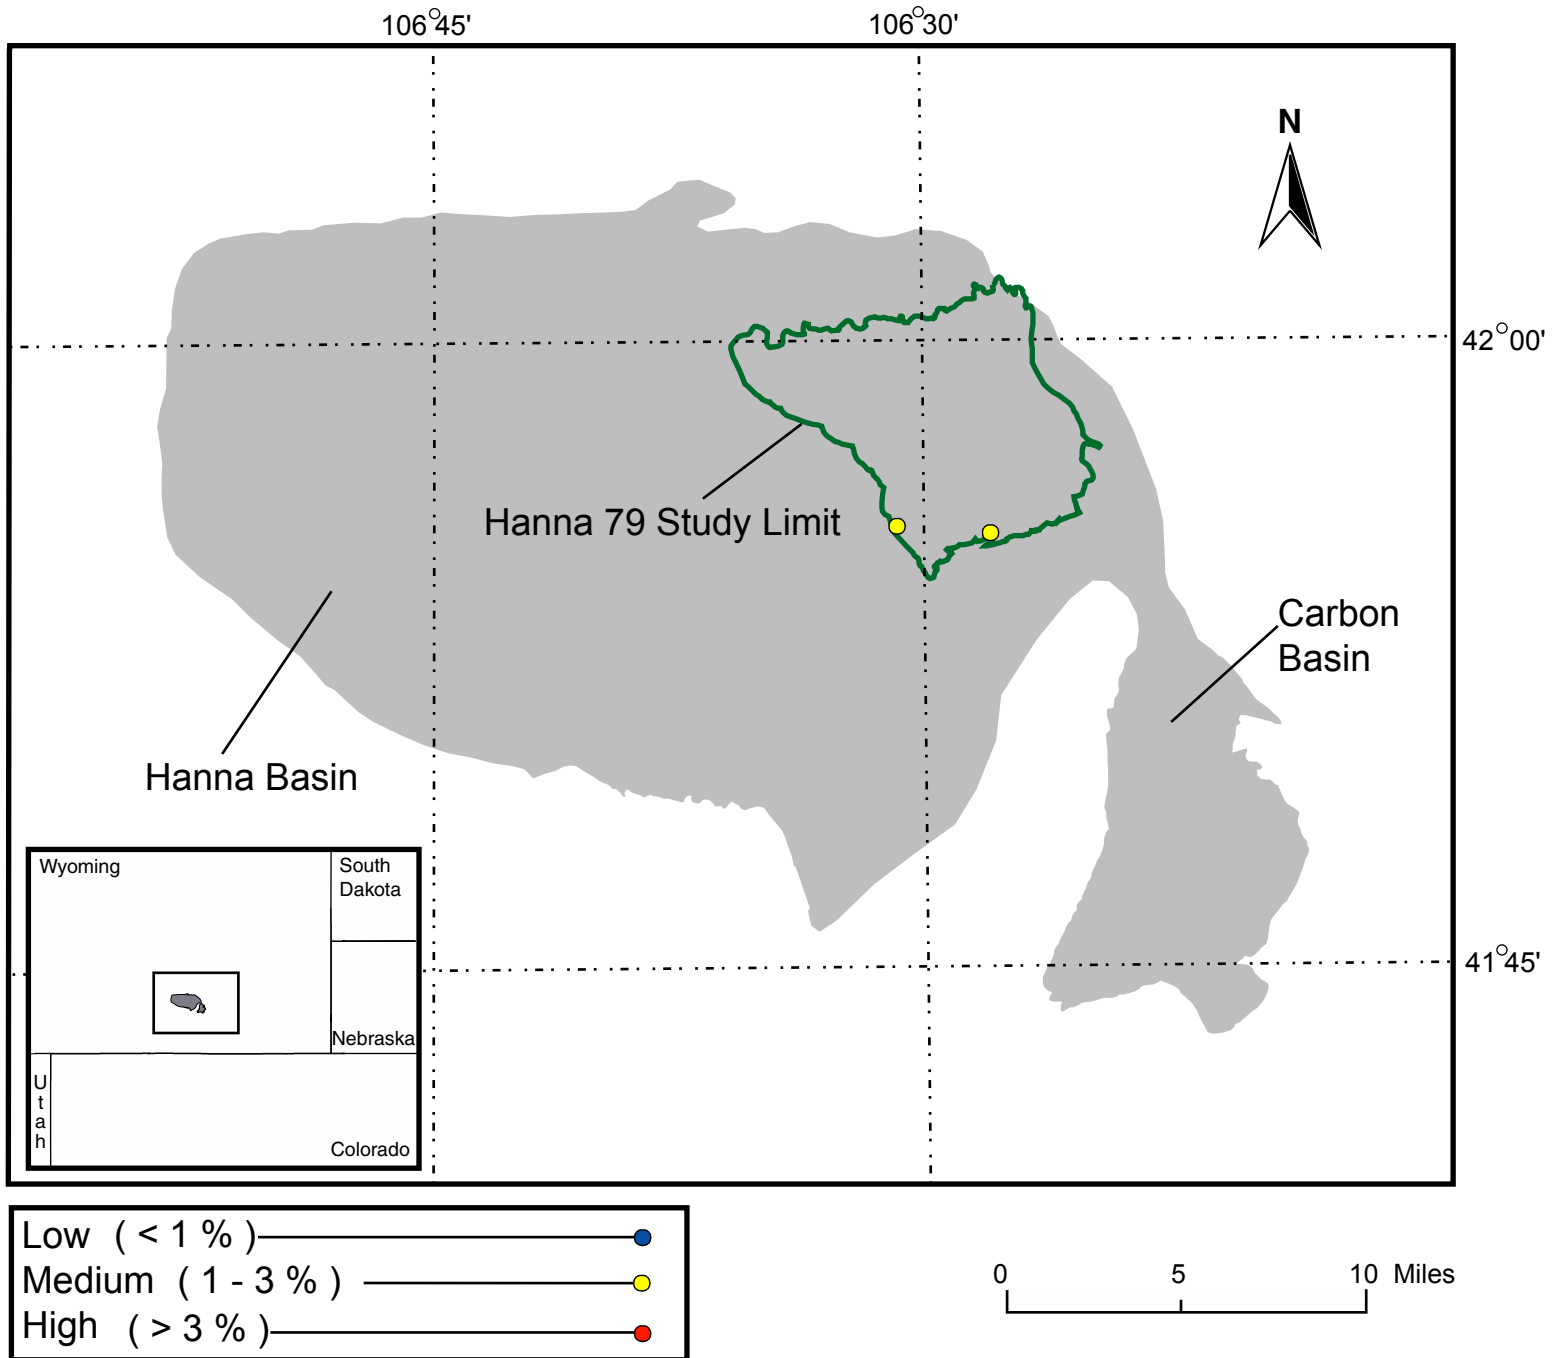 106°45'
106°30'
N
42°00'
Hanna 79 Study Limit
Carbon
Basin
Hanna Basin
Wyoming
South
Dakota
41°45'
Nebraska
Utah
Colorado
Low ( < 1 % )
Medium ( 1 - 3 % )
High ( > 3 % )
0 5 10 Miles